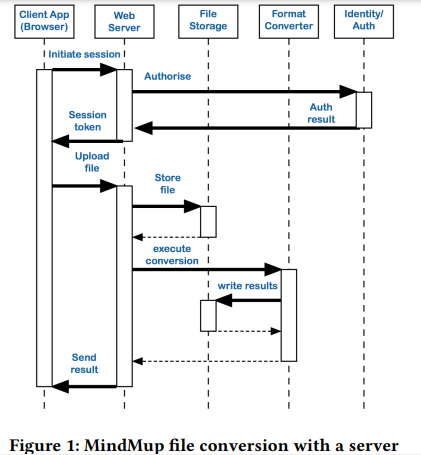 Client App
(Browser)
Web
Server
File
Storage
Format
Converter
Identity/
Auth
Initiate session
Authorise
Auth
result
Session
token
Upload
file
Store
file
execute
conversion
write results
Send
result
Figure 1: MindMup file conversion with a server